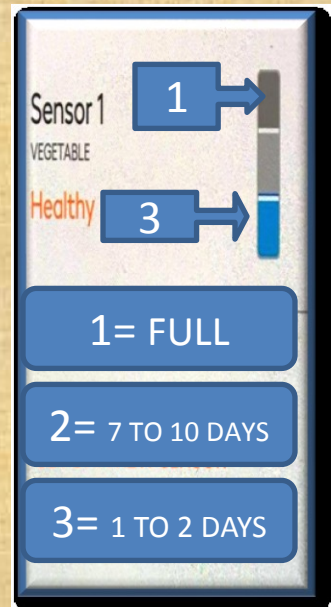 1
Sensor 1
VEGETABLE
Healthy
3
1= FULL
2= 7 TO 10 DAYS
3= 1 TO 2 DAYS